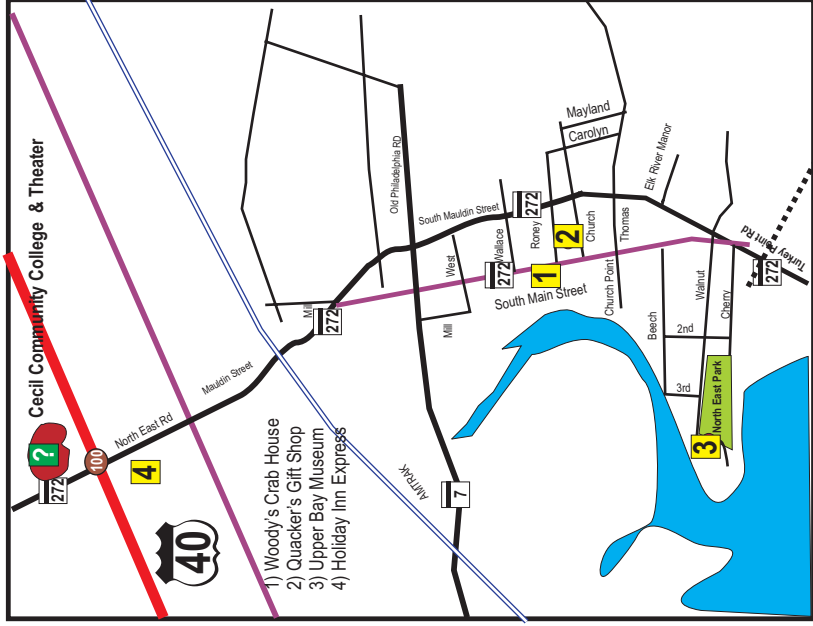 Cecil Community College & Theater
?
272
North East Rd
100
4
40
Mauldin Street
1) Woody's Crab House
2) Quacker's Gift Shop
3) Upper Bay Museum
4) Holiday Inn Express
AMTRAK
7
Mill
272
Old Philadelphia RD
South Mauldin Street
272
West
Mill
Wallace
272
Roney
1
2
Church
South Main Street
Mayland
Carolyn
Church Point
Thomas
Elk River Manor
Beech
2nd
3rd
Walnut
Cherry
North East Park
3
272
Turkey Point Rd